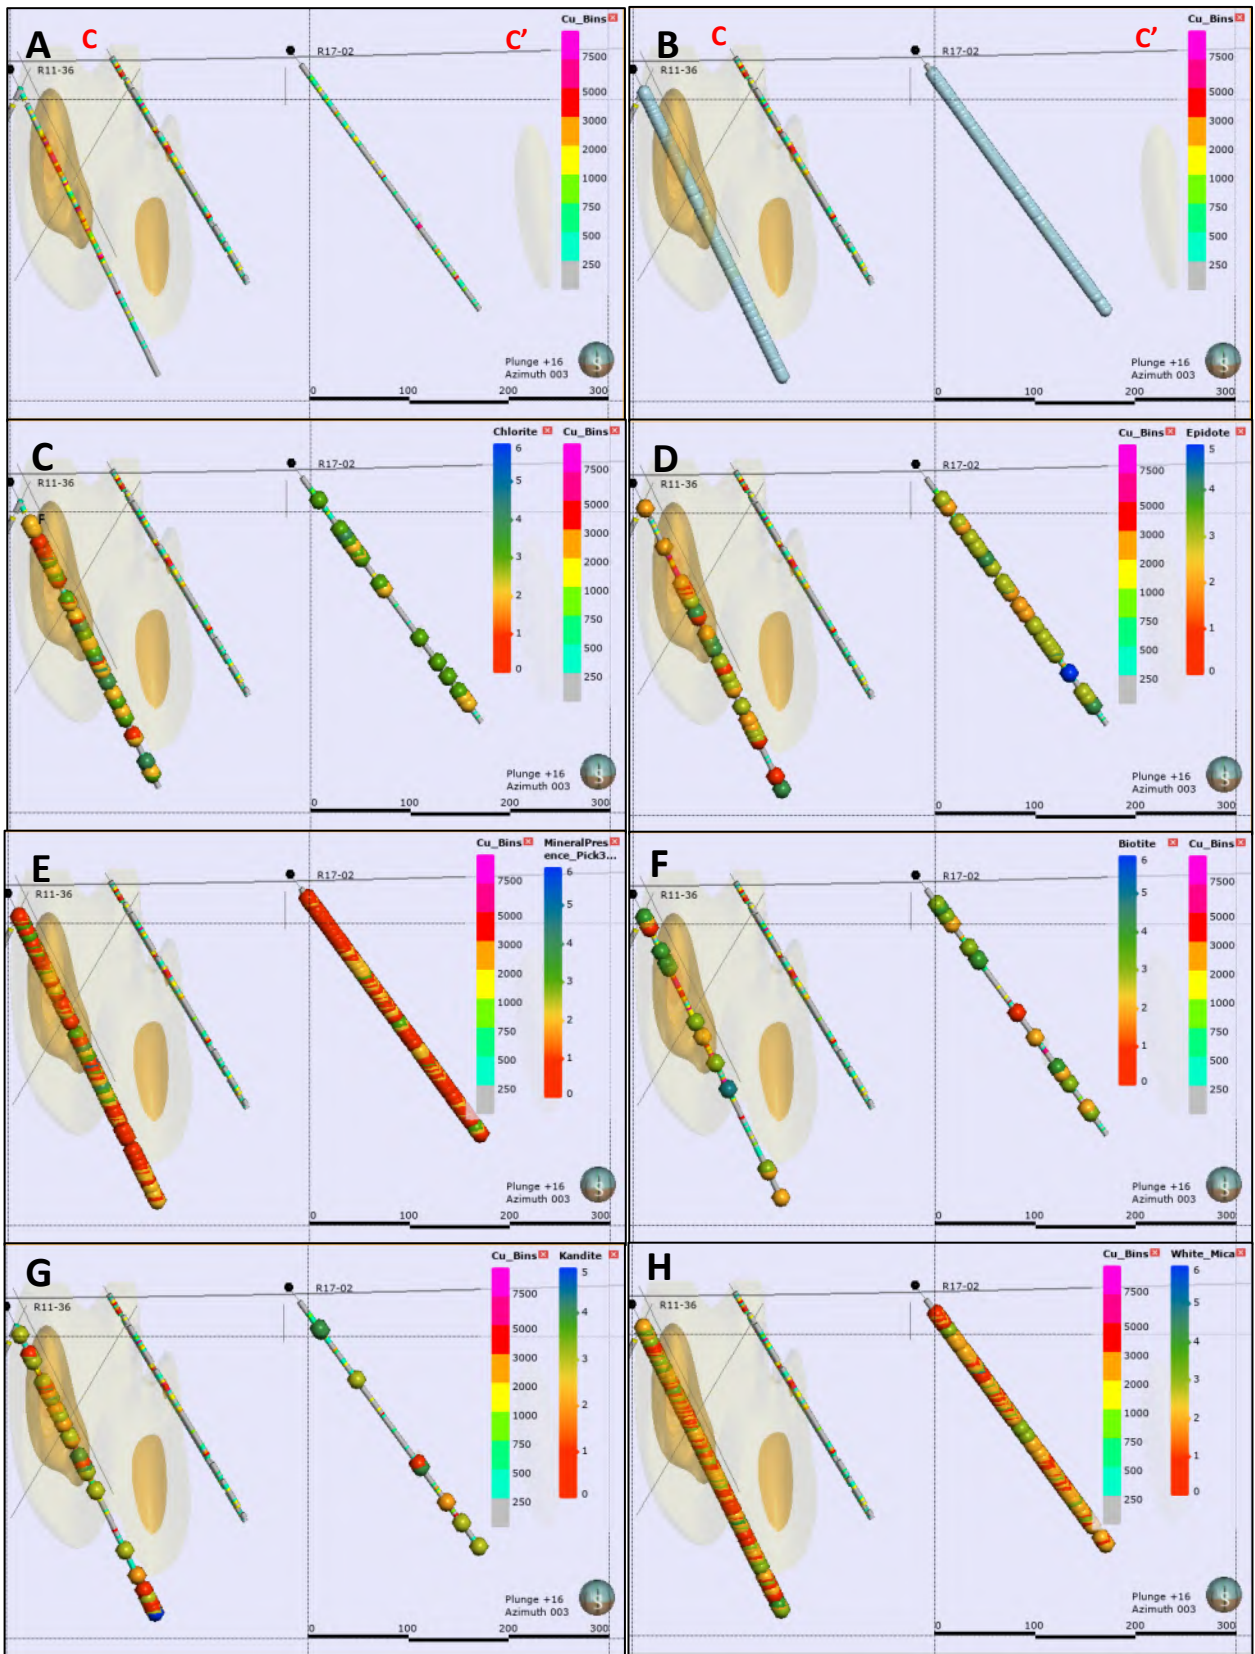 A
C
C'
R11-36
R17-02
Cu_Bins
7500
5000
3000
2000
1000
750
500
250
Plunge +16
Azimuth 003
0
100
200
300
B
C
C'
R11-36
R17-02
Cu_Bins
7500
5000
3000
2000
1000
750
500
250
Plunge +16
Azimuth 003
0
100
200
300
C
R11-36
F
R17-02
Chlorite
6
5
4
3
2
1
0
Cu_Bins
7500
5000
3000
2000
1000
750
500
250
Plunge +16
Azimuth 003
0
100
200
300
D
R11-36
R17-02
Cu_Bins
7500
5000
3000
2000
1000
750
500
250
Epidote
5
4
3
2
1
0
Plunge +16
Azimuth 003
0
100
200
300
E
R11-36
R17-02
Cu_Bins
7500
5000
3000
2000
1000
750
500
250
MineralPres
ence_Pick3...
6
5
4
3
2
1
0
Plunge +16
Azimuth 003
0
100
200
300
F
R11-36
R17-02
Biotite
6
5
4
3
2
1
0
Cu_Bins
7500
5000
3000
2000
1000
750
500
250
Plunge +16
Azimuth 003
0
100
200
300
G
R11-36
R17-02
Cu_Bins
7500
5000
3000
2000
1000
750
500
250
Kandite
5
4
3
2
1
0
Plunge +16
Azimuth 003
0
100
200
300
H
R11-36
R17-02
Cu_Bins
7500
5000
3000
2000
1000
750
500
250
White_Mica
6
5
4
3
2
1
0
Plunge +16
Azimuth 003
0
100
200
300